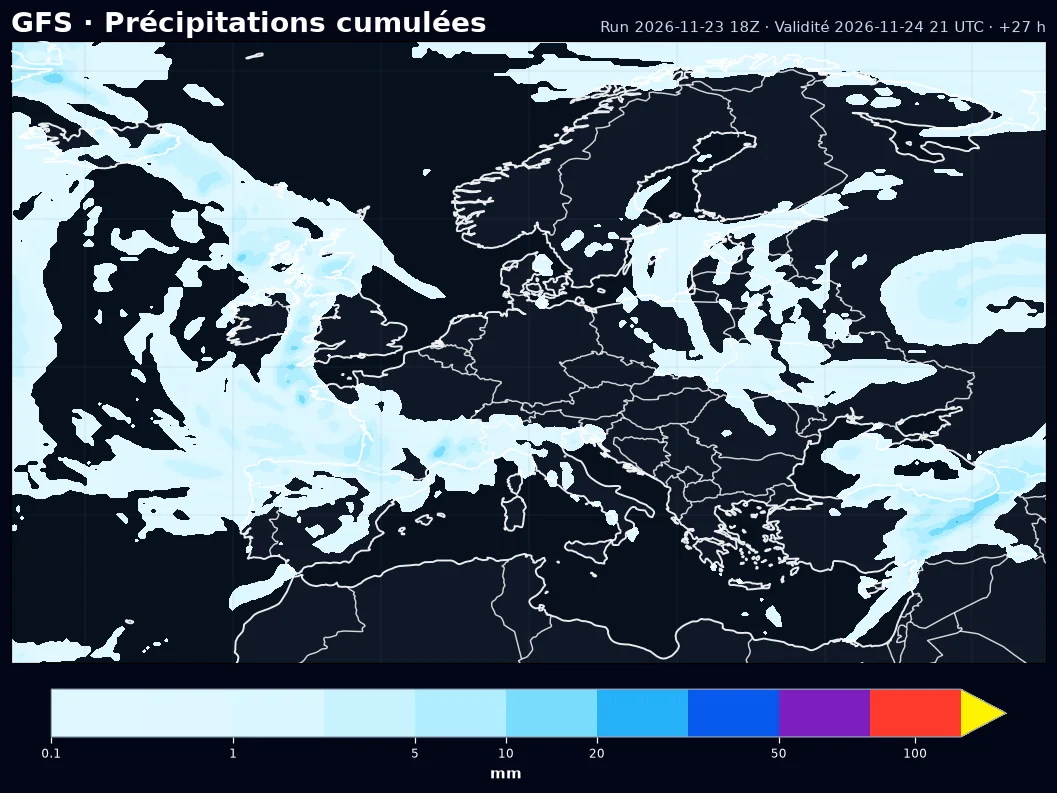 GFS · Précipitations cumulées
Run 2026-11-23 18Z · Validité 2026-11-24 21 UTC · +27 h
0.1 1 5 10 20 50 100
mm